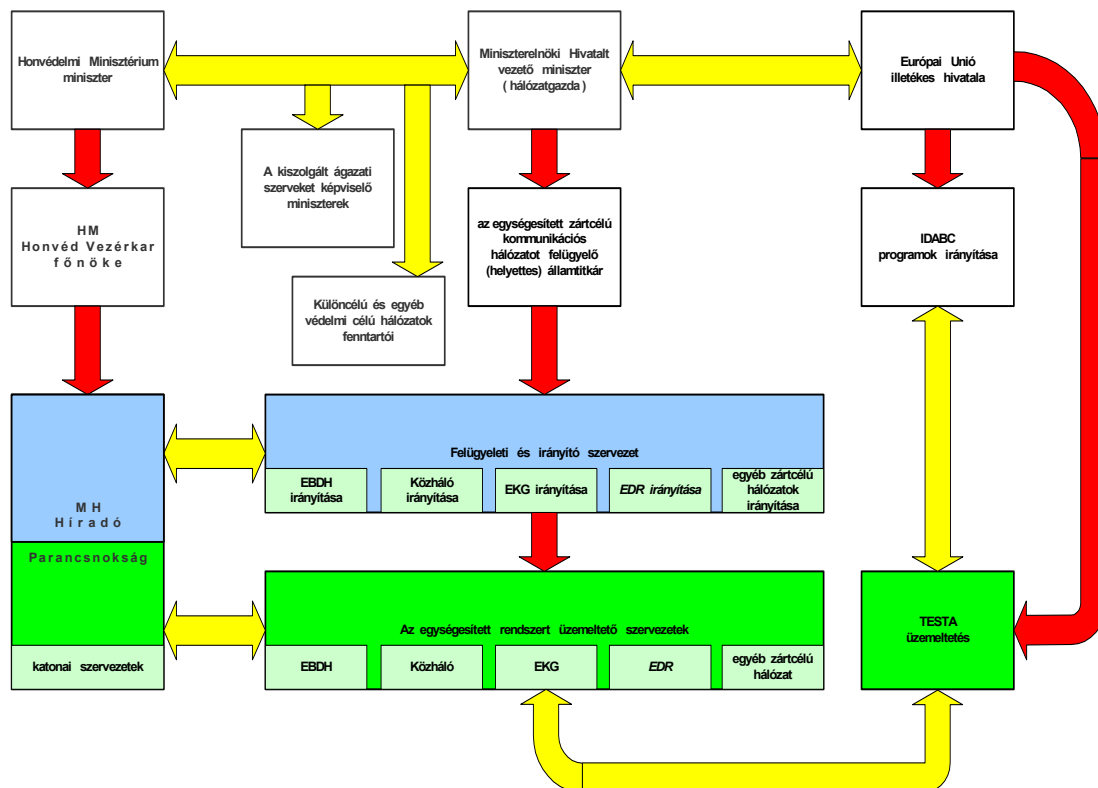 Honvédelmi Minisztérium
miniszter
Miniszterelnöki Hivatalt
vezető miniszter
( hálózatgazda )
Európai Unió
illetékes hivatala
A kiszolgált ágazati
szerveket képviselő
miniszterek
HM
Honvéd Vezérkar
főnöke
az egységesített zártcélú
kommunikációs
hálózatot felügyelő
(helyettes) államtitkár
IDABC
programok irányítása
Különcélú és egyéb
védelmi célú hálózatok
fenntartói
MH
Híradó
Parancsnokság
katonai szervezetek
Felügyeleti és irányító szervezet
EBDH
irányítása
Közháló
irányítása
EKG irányítása
EDR irányítása
egyéb zártcélú
hálózatok
irányítása
Az egységesített rendszert üzemeltető szervezetek
EBDH
Közháló
EKG
EDR
egyéb zártcélú
hálózat
TESTA
üzemeltetés